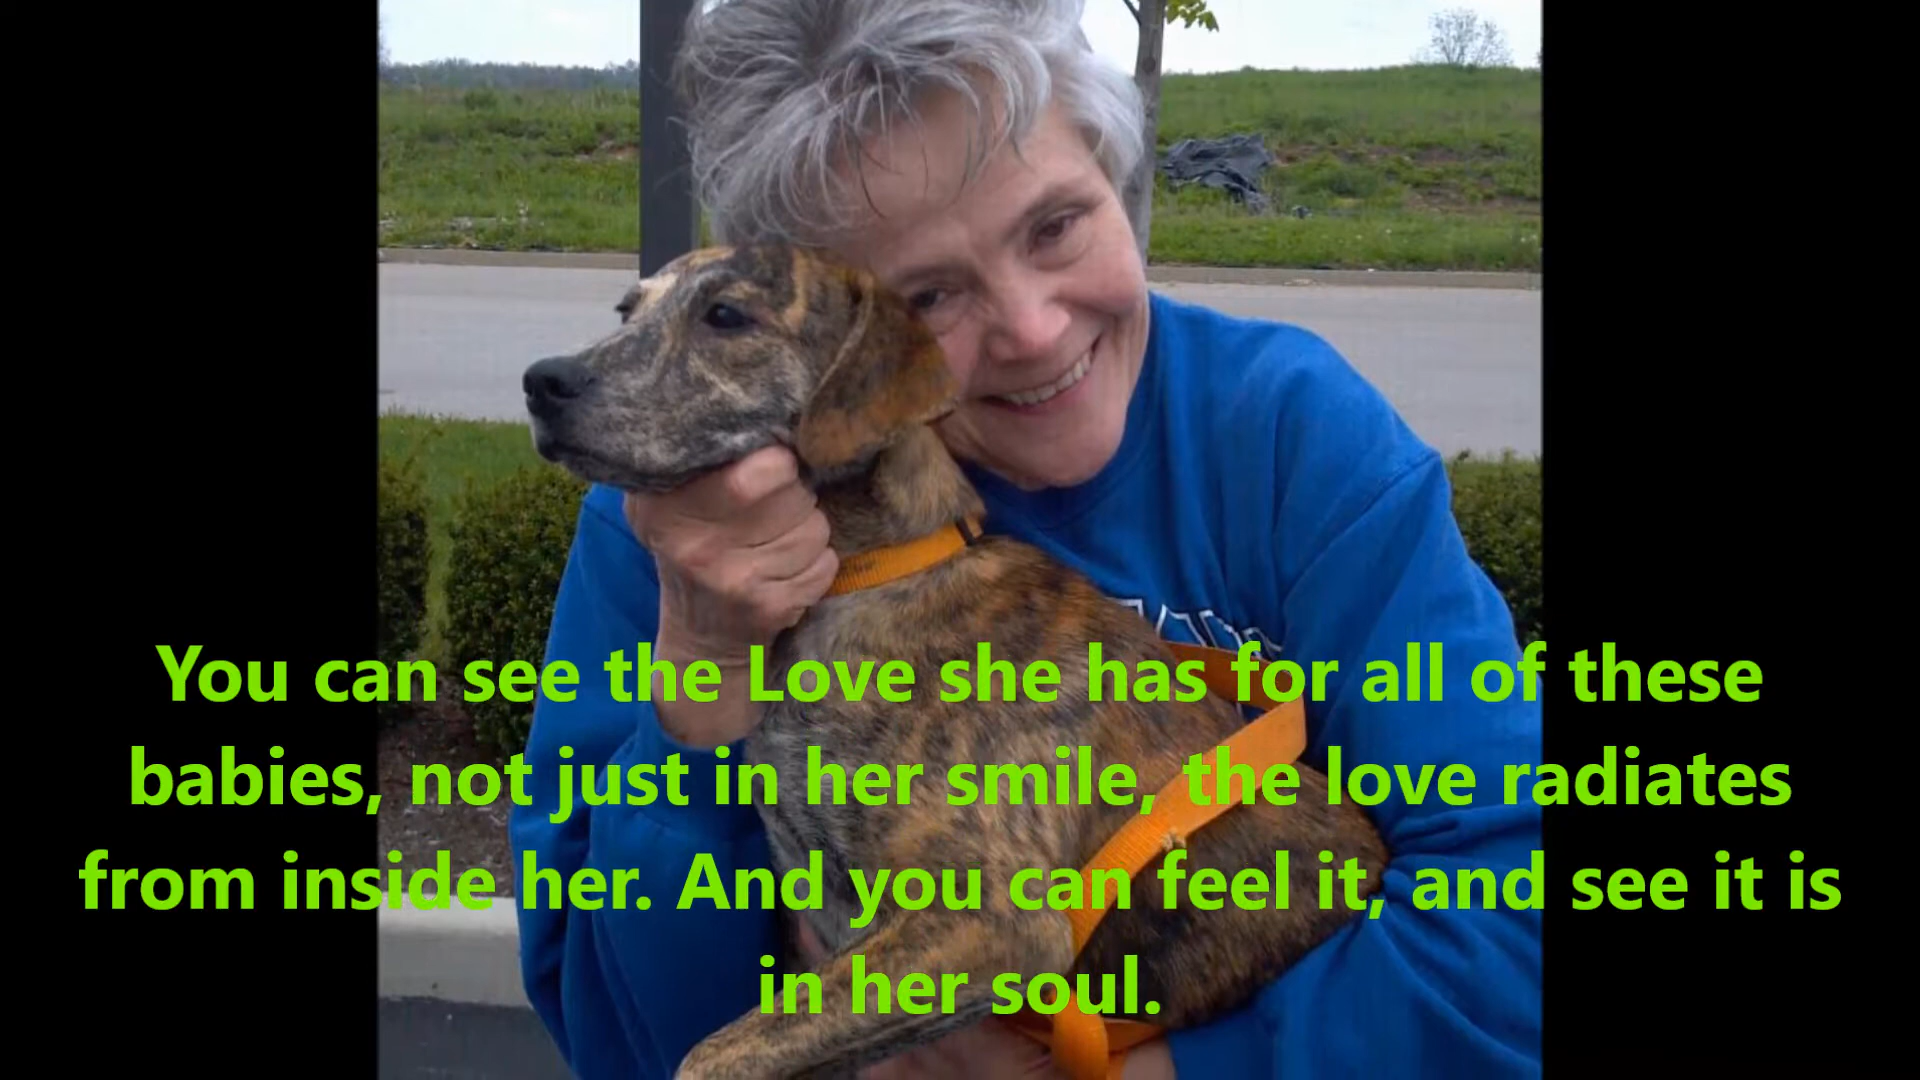 You can see the Love she has for all of these
babies, not just in her smile, the love radiates
from inside her. And you can feel it, and see it is
in her soul.